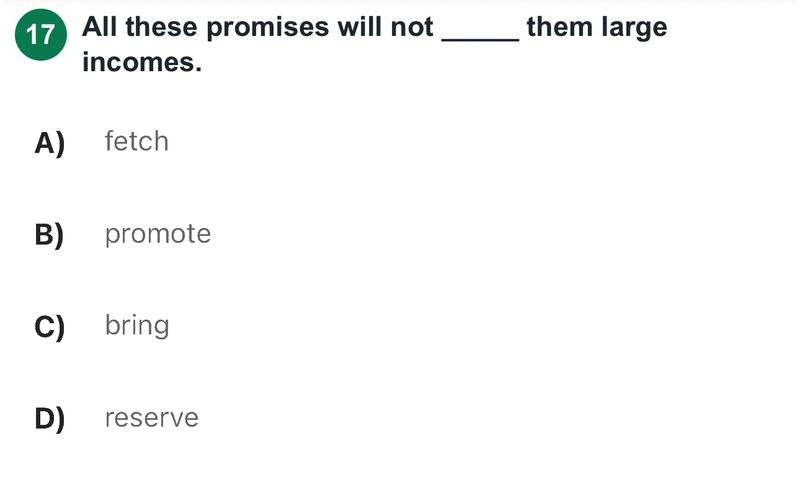 17 All these promises will not _____ them large
incomes.
A) fetch
B) promote
C) bring
D) reserve